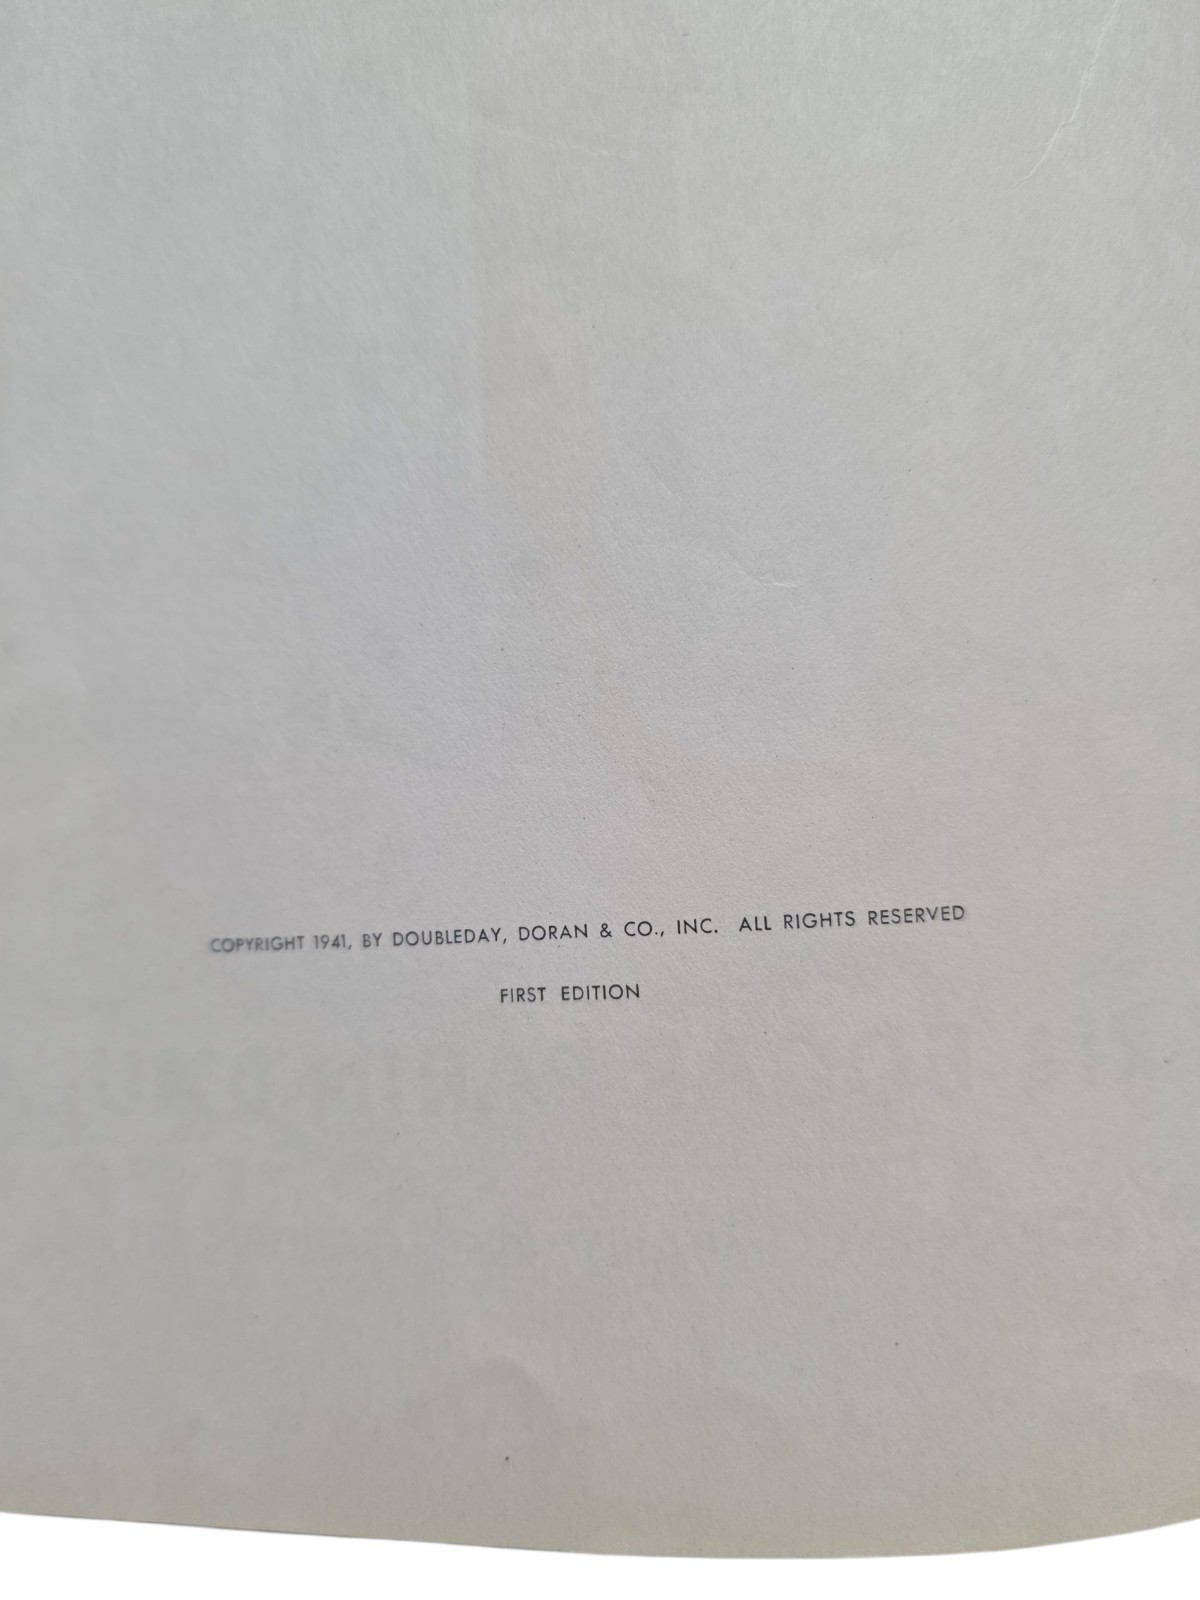 COPYRIGHT 1941, BY DOUBLEDAY, DORAN & CO., INC. ALL RIGHTS RESERVED
FIRST EDITION